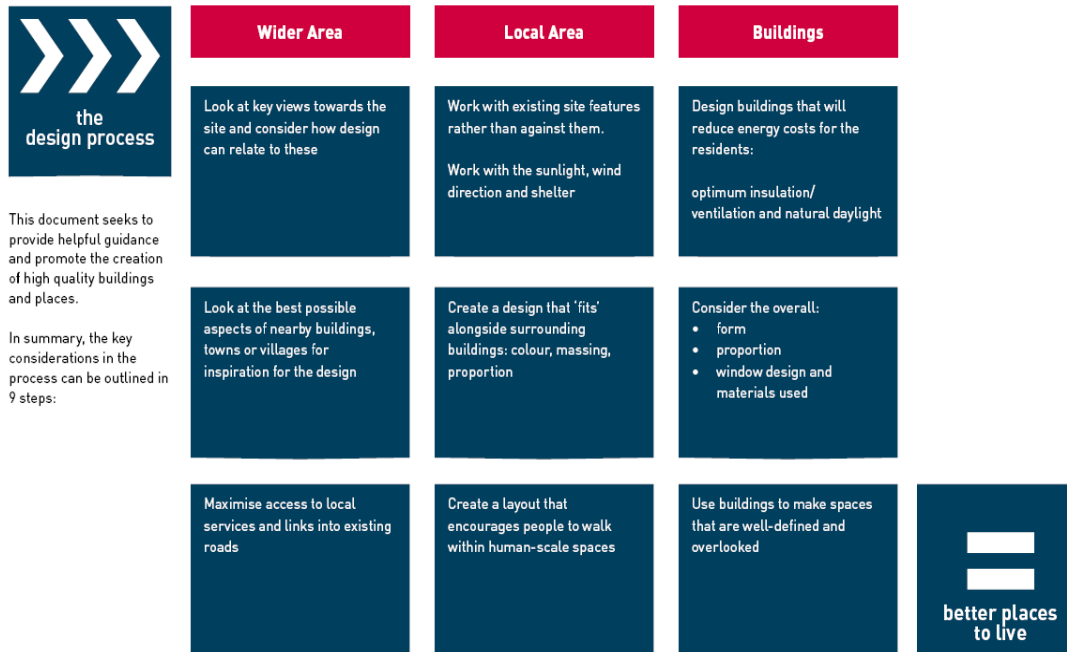 the
design process
This document seeks to
provide helpful guidance
and promote the creation
of high quality buildings
and places.
In summary, the key
considerations in the
process can be outlined in
9 steps:
Wider Area
Local Area
Buildings
Look at key views towards the
site and consider how design
can relate to these
Work with existing site features
rather than against them.
Work with the sunlight, wind
direction and shelter
Design buildings that will
reduce energy costs for the
residents:
optimum insulation/
ventilation and natural daylight
Look at the best possible
aspects of nearby buildings,
towns or villages for
inspiration for the design
Create a design that 'fits'
alongside surrounding
buildings: colour, massing,
proportion
Consider the overall:
• form
• proportion
• window design and
materials used
Maximise access to local
services and links into existing
roads
Create a layout that
encourages people to walk
within human-scale spaces
Use buildings to make spaces
that are well-defined and
overlooked
=
better places
to live